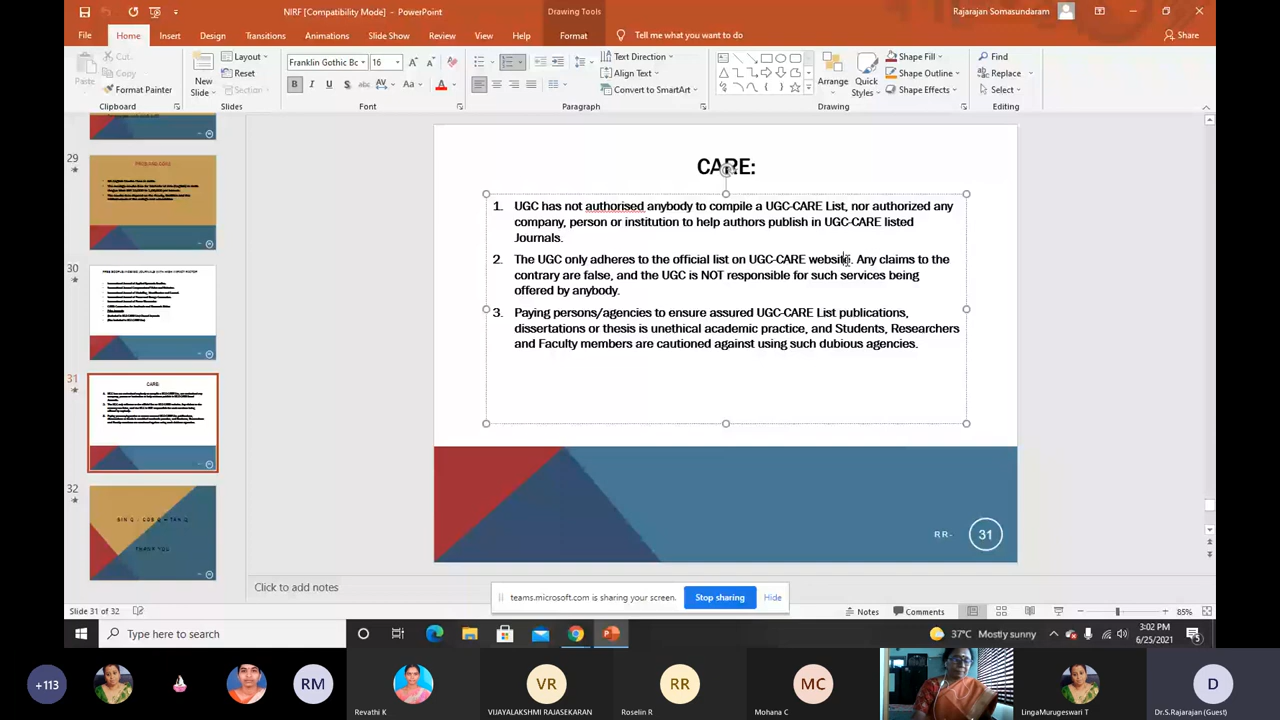 NIRF [Compatibility Mode] - PowerPoint
Drawing Tools
Rajarajan Somasundaram
File Home Insert Design Transitions Animations Slide Show Review View Help Format Tell me what you want to do Share
Paste
Cut
Copy
Format Painter
Clipboard
New Slide
Layout
Reset
Section
Slides
Franklin Gothic Bc 16
B I U S abc AV Aa A
Font
Text Direction
Align Text
Convert to SmartArt
Paragraph
Arrange
Quick Styles
Shape Fill
Shape Outline
Shape Effects
Drawing
Find
Replace
Select
Editing
29
30
31
32
CARE:
1. UGC has not authorised anybody to compile a UGC-CARE List, nor authorized any
company, person or institution to help authors publish in UGC-CARE listed
Journals.
2. The UGC only adheres to the official list on UGC-CARE website. Any claims to the
contrary are false, and the UGC is NOT responsible for such services being
offered by anybody.
3. Paying persons/agencies to ensure assured UGC-CARE List publications,
dissertations or thesis is unethical academic practice, and Students, Researchers
and Faculty members are cautioned against using such dubious agencies.
RR- 31
CARE:
SIN Q / COS Q = TAN Q
THANK YOU
Click to add notes
teams.microsoft.com is sharing your screen. Stop sharing Hide
Slide 31 of 32
Notes Comments 85%
Type here to search
37°C Mostly sunny
3:02 PM
6/25/2021
5
+113
RM
Revathi K
VR
VIJAYALAKSHMI RAJASEKARAN
RR
Roselin R
MC
Mohana C
LingaMurugeswari T
D
Dr.S.Rajarajan (Guest)